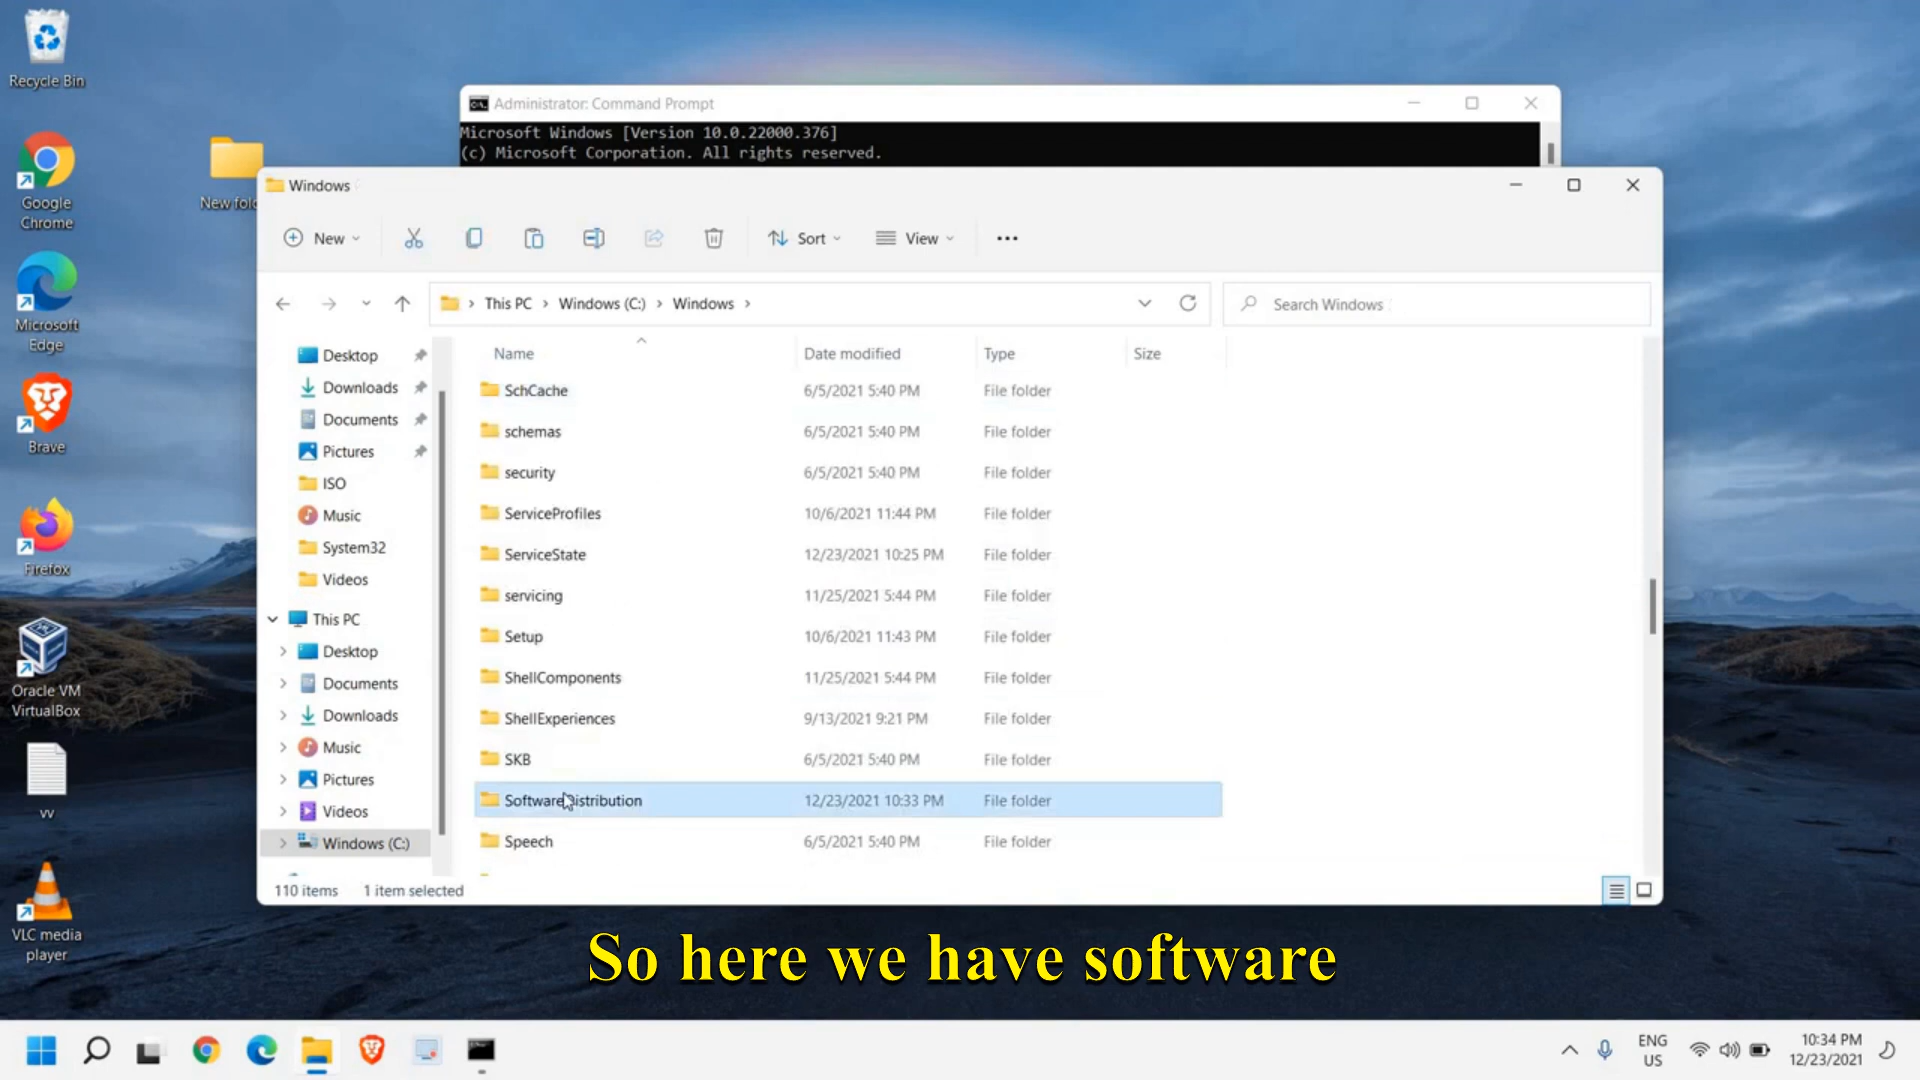 Recycle Bin
Google
Chrome
Microsoft
Edge
Brave
Firefox
Oracle VM
VirtualBox
vv
VLC media
player
Administrator: Command Prompt
Microsoft Windows [Version 10.0.22000.376]
(c) Microsoft Corporation. All rights reserved.
Windows
New
Sort
View
This PC > Windows (C:) > Windows >
Search Windows
Desktop
Downloads
Documents
Pictures
ISO
Music
System32
Videos
This PC
Desktop
Documents
Downloads
Music
Pictures
Videos
Windows (C:)
Name Date modified Type Size
SchCache 6/5/2021 5:40 PM File folder
schemas 6/5/2021 5:40 PM File folder
security 6/5/2021 5:40 PM File folder
ServiceProfiles 10/6/2021 11:44 PM File folder
ServiceState 12/23/2021 10:25 PM File folder
servicing 11/25/2021 5:44 PM File folder
Setup 10/6/2021 11:43 PM File folder
ShellComponents 11/25/2021 5:44 PM File folder
ShellExperiences 9/13/2021 9:21 PM File folder
SKB 6/5/2021 5:40 PM File folder
SoftwareDistribution 12/23/2021 10:33 PM File folder
Speech 6/5/2021 5:40 PM File folder
110 items 1 item selected
So here we have software
ENG
US
10:34 PM
12/23/2021